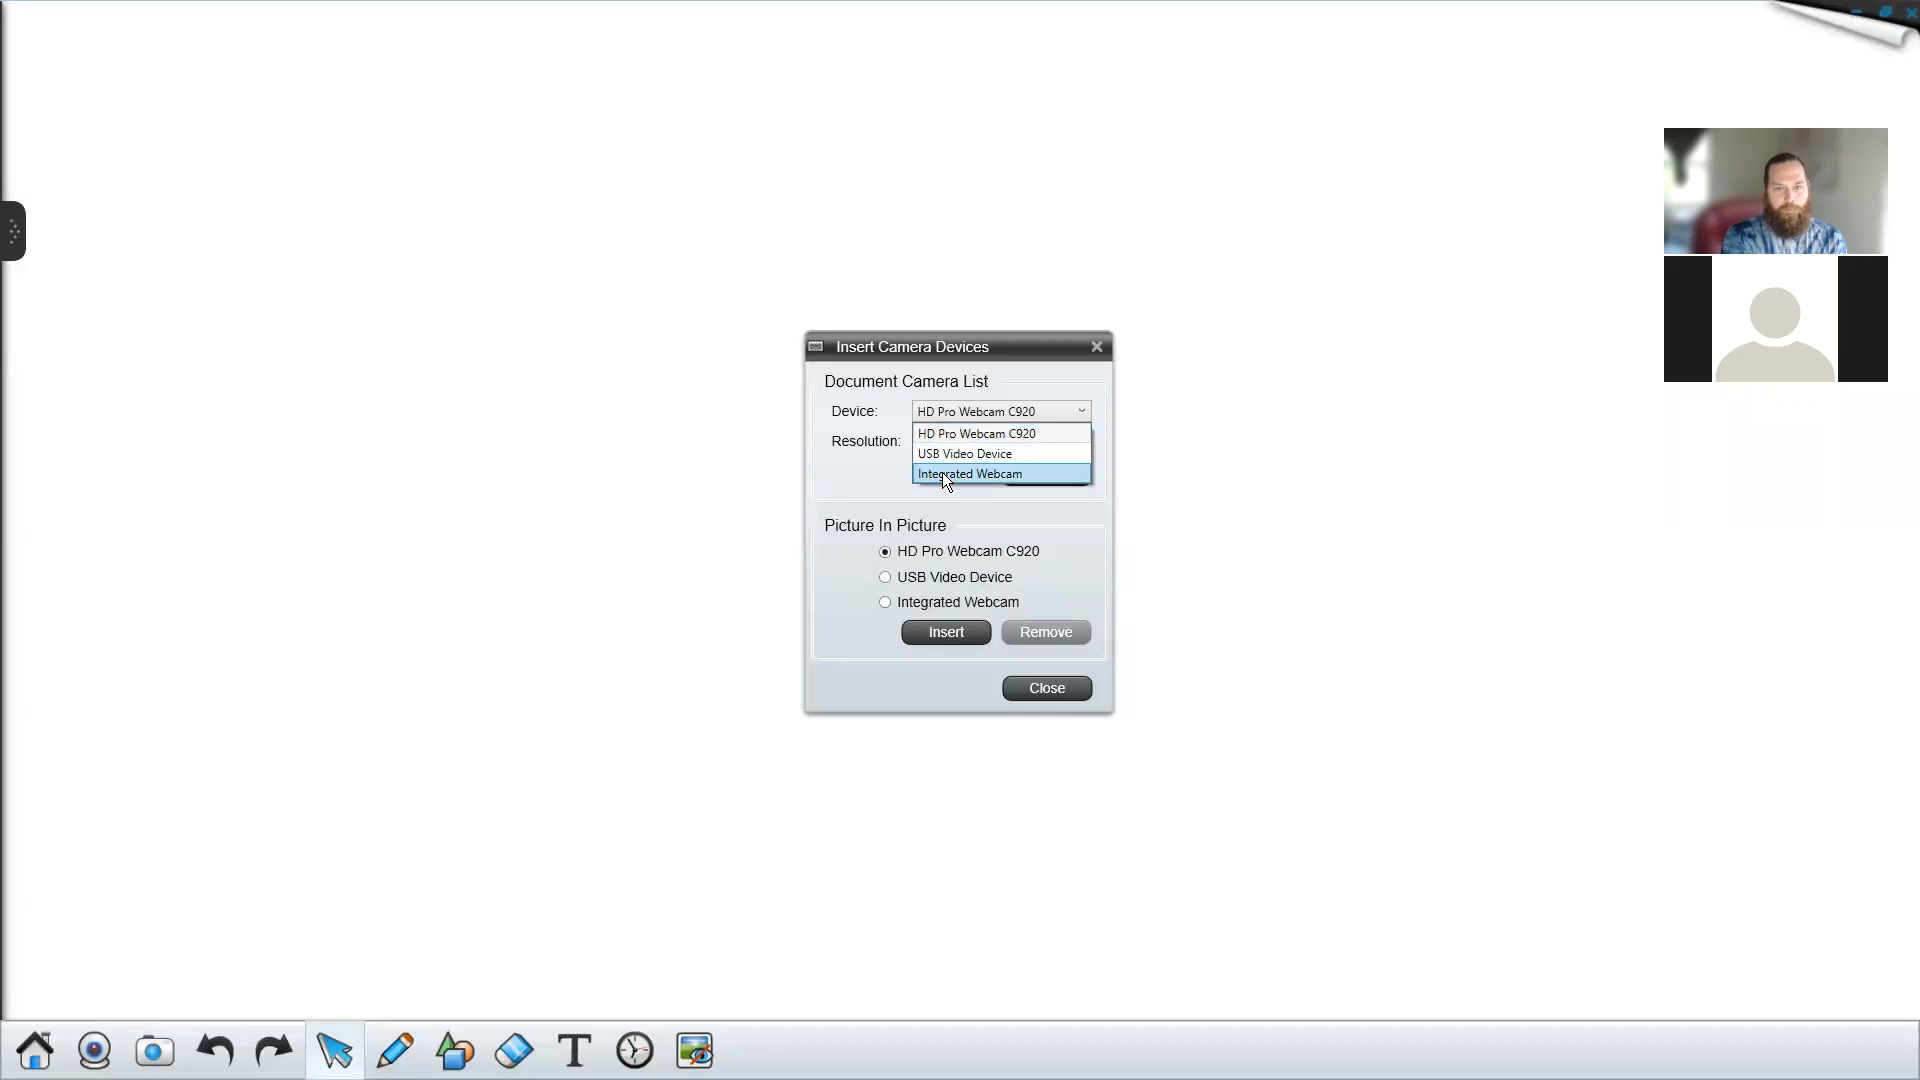 Insert Camera Devices
Document Camera List
Device: HD Pro Webcam C920
HD Pro Webcam C920
Resolution:
USB Video Device
Integrated Webcam
Picture In Picture
HD Pro Webcam C920
USB Video Device
Integrated Webcam
Insert Remove
Close
T